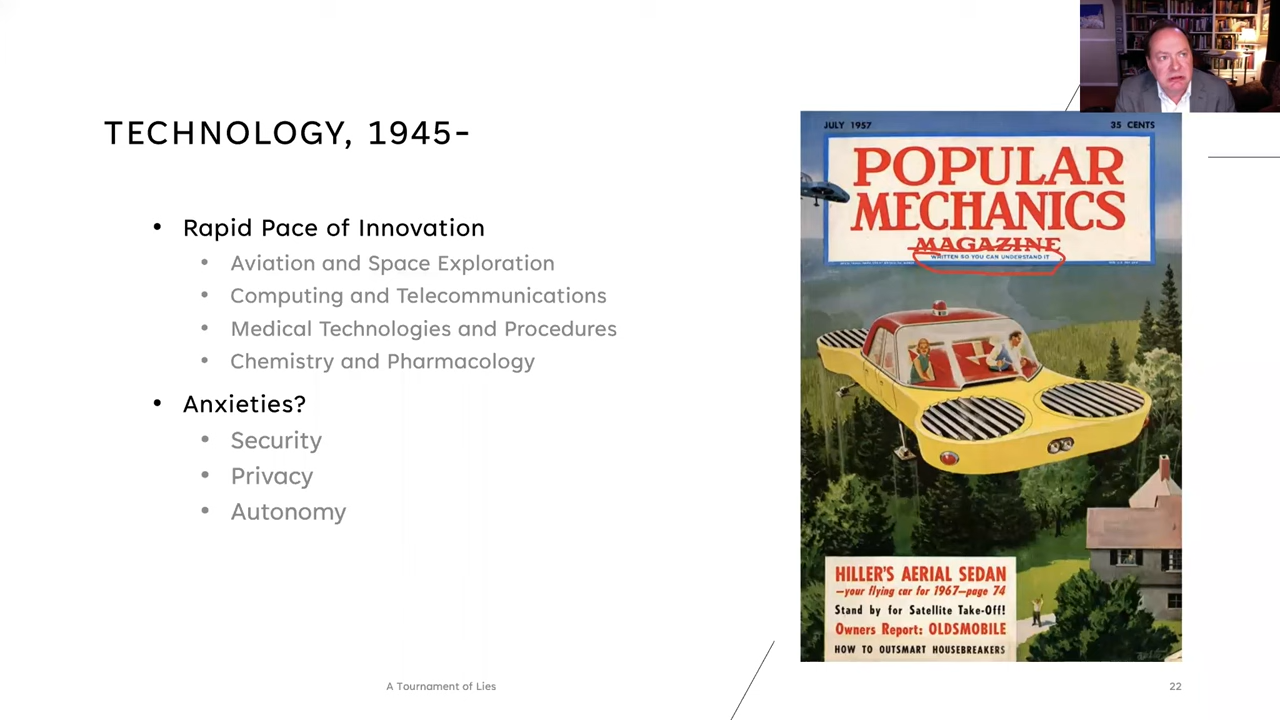 TECHNOLOGY, 1945-
• Rapid Pace of Innovation
• Aviation and Space Exploration
• Computing and Telecommunications
• Medical Technologies and Procedures
• Chemistry and Pharmacology
• Anxieties?
• Security
• Privacy
• Autonomy
JULY 1957
35 CENTS
POPULAR
MECHANICS
MAGAZINE
WRITTEN SO YOU CAN UNDERSTAND IT
HILLER'S AERIAL SEDAN
—your flying car for 1967—page 74
Stand by for Satellite Take-Off!
Owners Report: OLDSMOBILE
HOW TO OUTSMART HOUSEBREAKERS
A Tournament of Lies
22